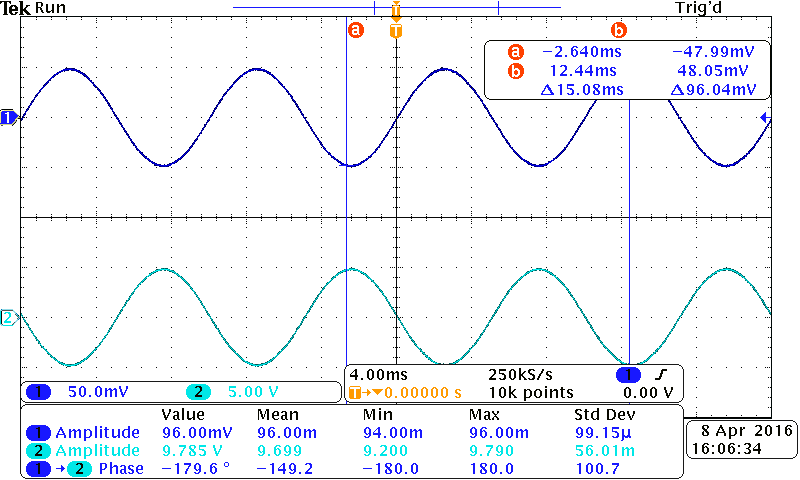 Tek Run Trig'd
T
a T b
a −2.640ms −47.99mV
b 12.44ms 48.05mV
Δ15.08ms Δ96.04mV
1
2
1 50.0mV 2 5.00 V
4.00ms 250kS/s 1
T→▼0.00000 s 10k points 0.00 V
Value Mean Min Max Std Dev
1 Amplitude 96.00mV 96.00m 94.00m 96.00m 99.15µ
2 Amplitude 9.785 V 9.699 9.200 9.790 56.01m
1 → 2 Phase −179.6 ° −149.2 −180.0 180.0 100.7
8 Apr 2016
16:06:34